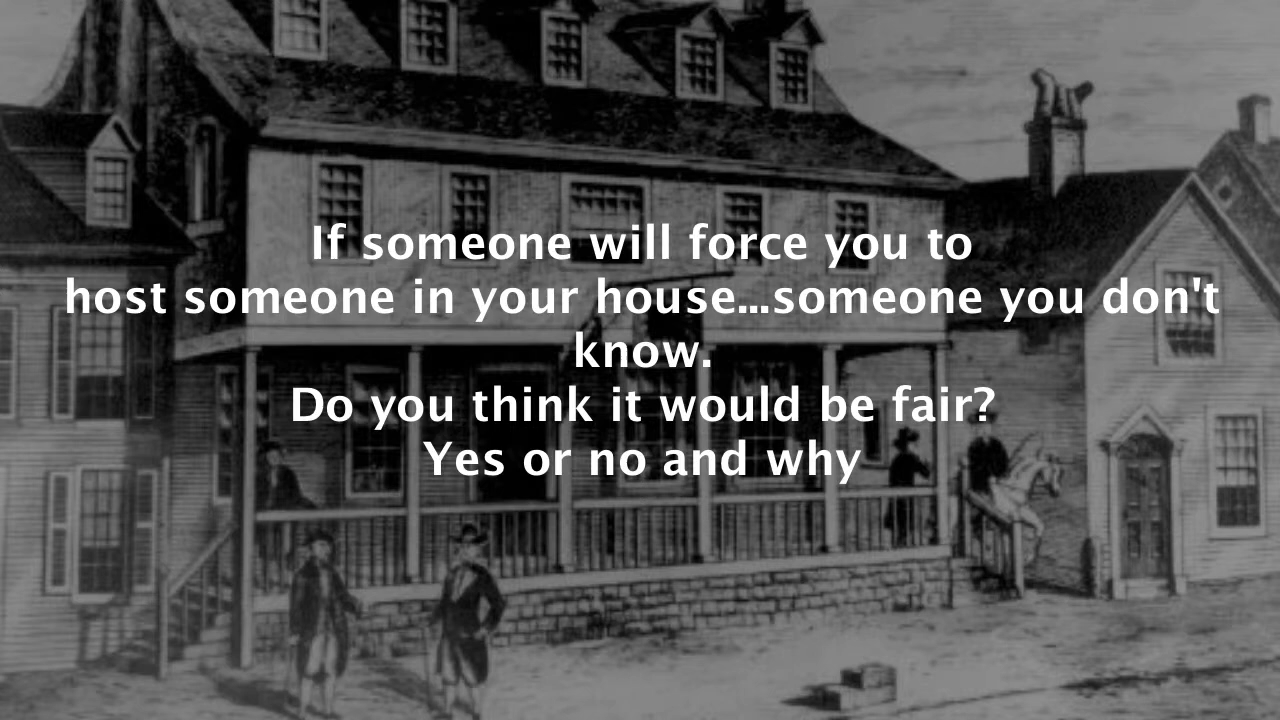 If someone will force you to
host someone in your house...someone you don't
know.
Do you think it would be fair?
Yes or no and why